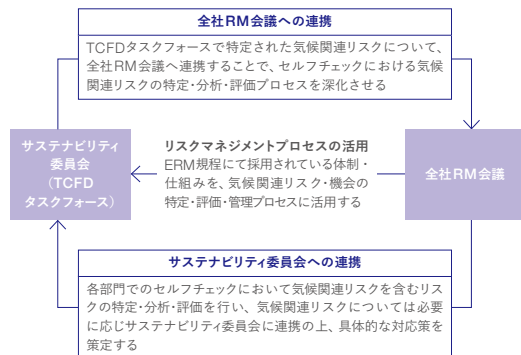 全社RM会議への連携
TCFDタスクフォースで特定された気候関連リスクについて、
全社RM会議へ連携することで、セルフチェックにおける気候
関連リスクの特定・分析・評価プロセスを深化させる
サステナビリティ
委員会
（TCFD
タスクフォース）
リスクマネジメントプロセスの活用
ERM規程にて採用されている体制・
仕組みを、気候関連リスク・機会の
特定・評価・管理プロセスに活用する
全社RM会議
サステナビリティ委員会への連携
各部門でのセルフチェックにおいて気候関連リスクを含むリス
クの特定・分析・評価を行い、気候関連リスクについては必要
に応じサステナビリティ委員会に連携の上、具体的な対応策を
策定する